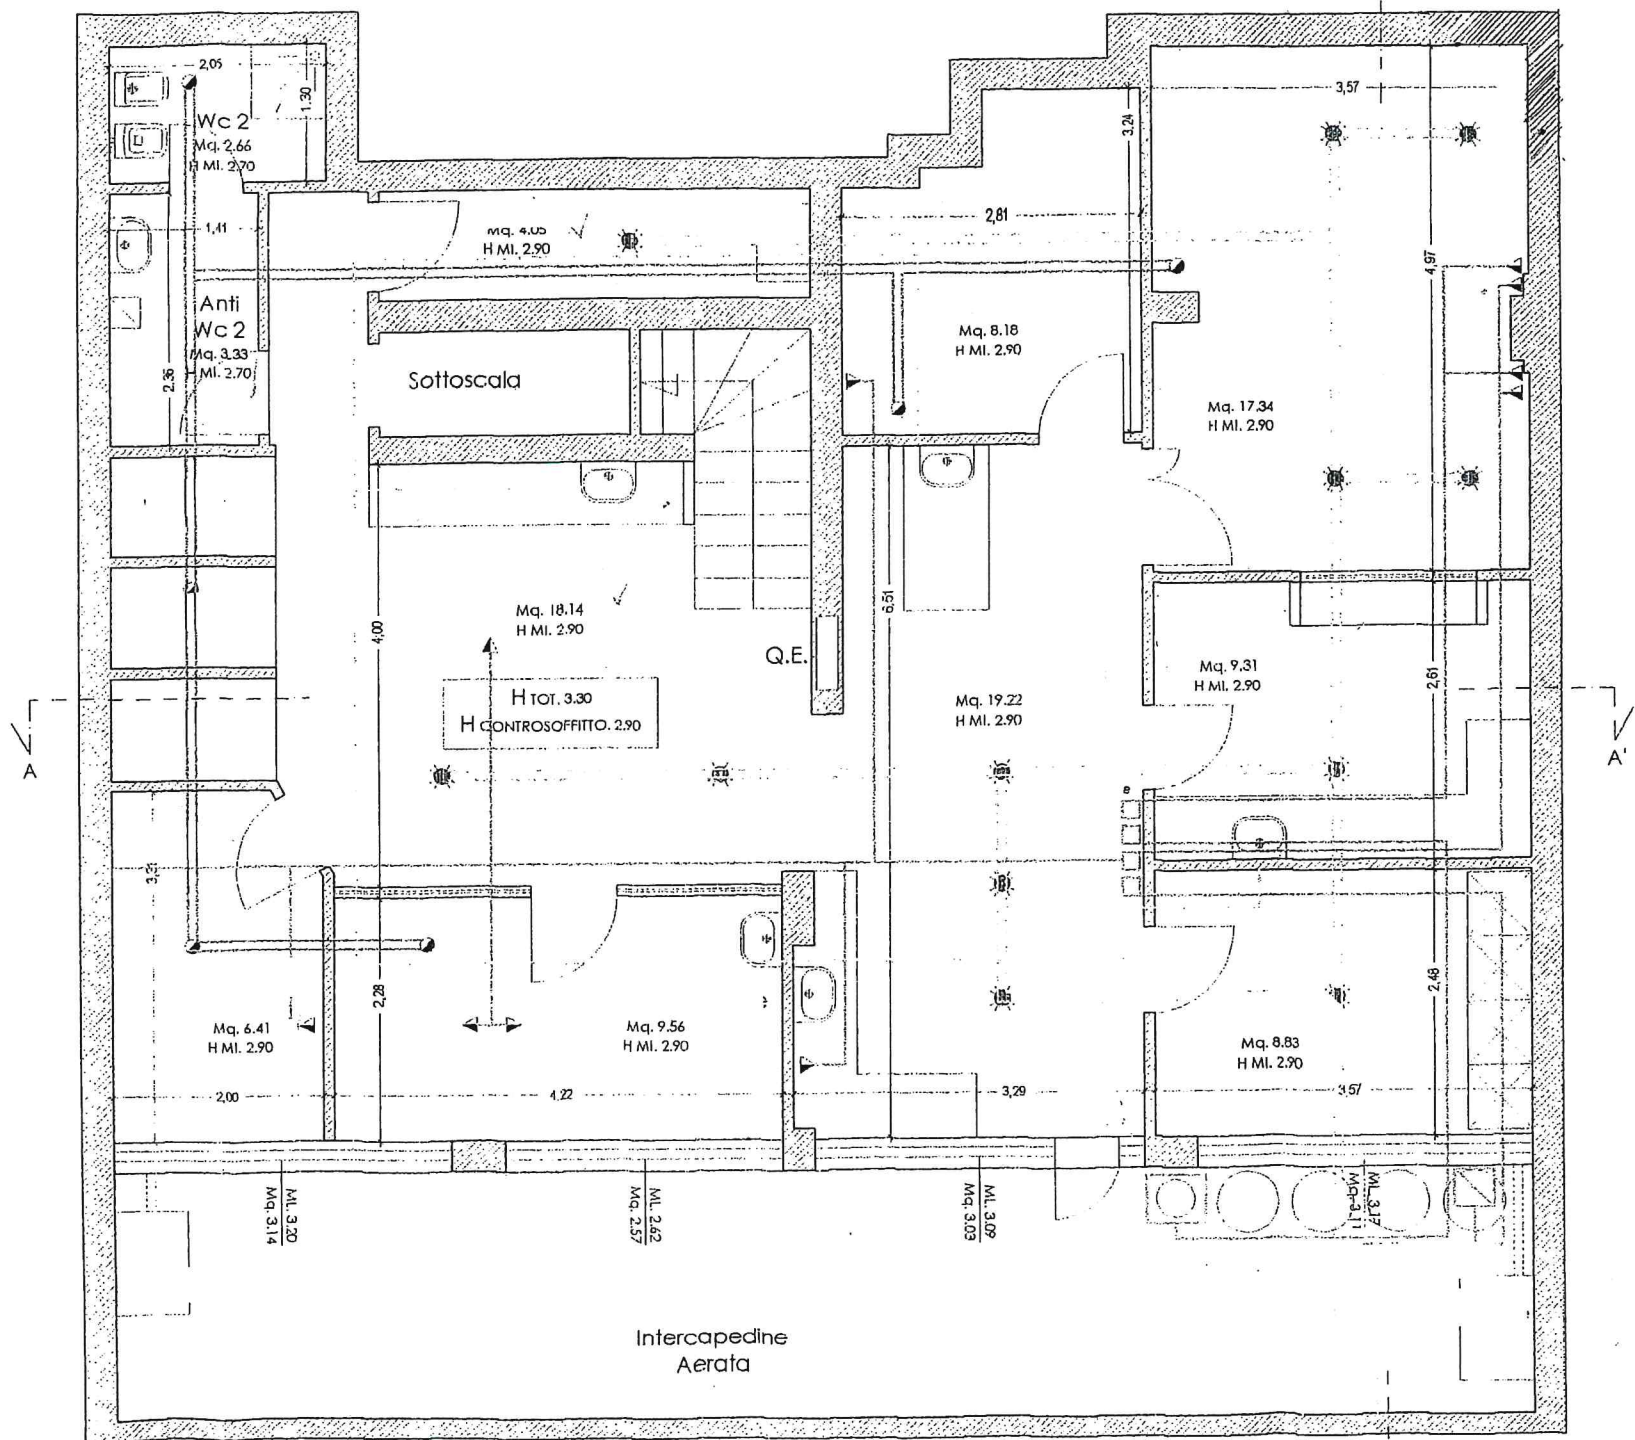 2,05
1.30
Wc 2
Mq. 2.66
H Ml. 2.70
1,41
Anti
Wc 2
Mq. 3.33
Ml. 2.70
2.36
Mq. 4.05
H Ml. 2.90
Sottoscala
2,81
3,24
Mq. 8.18
H Ml. 2.90
3,57
4,97
Mq. 17.34
H Ml. 2.90
4,00
Mq. 18.14
H Ml. 2.90
H TOT. 3.30
H CONTROSOFFITTO. 2.90
Q.E.
6,51
Mq. 19.22
H Ml. 2.90
Mq. 9.31
H Ml. 2.90
2,61
A
A'
Mq. 6.41
H Ml. 2.90
2,00
2,28
Mq. 9.56
H Ml. 2.90
4.22
3,29
Mq. 8.83
H Ml. 2.90
2,48
3,57
Ml. 3.20
Mq. 3.14
Ml. 2.62
Mq. 2.57
Ml. 3.09
Mq. 3.03
Ml. 3.17
Mq. 3.11
Intercapedine
Aerata